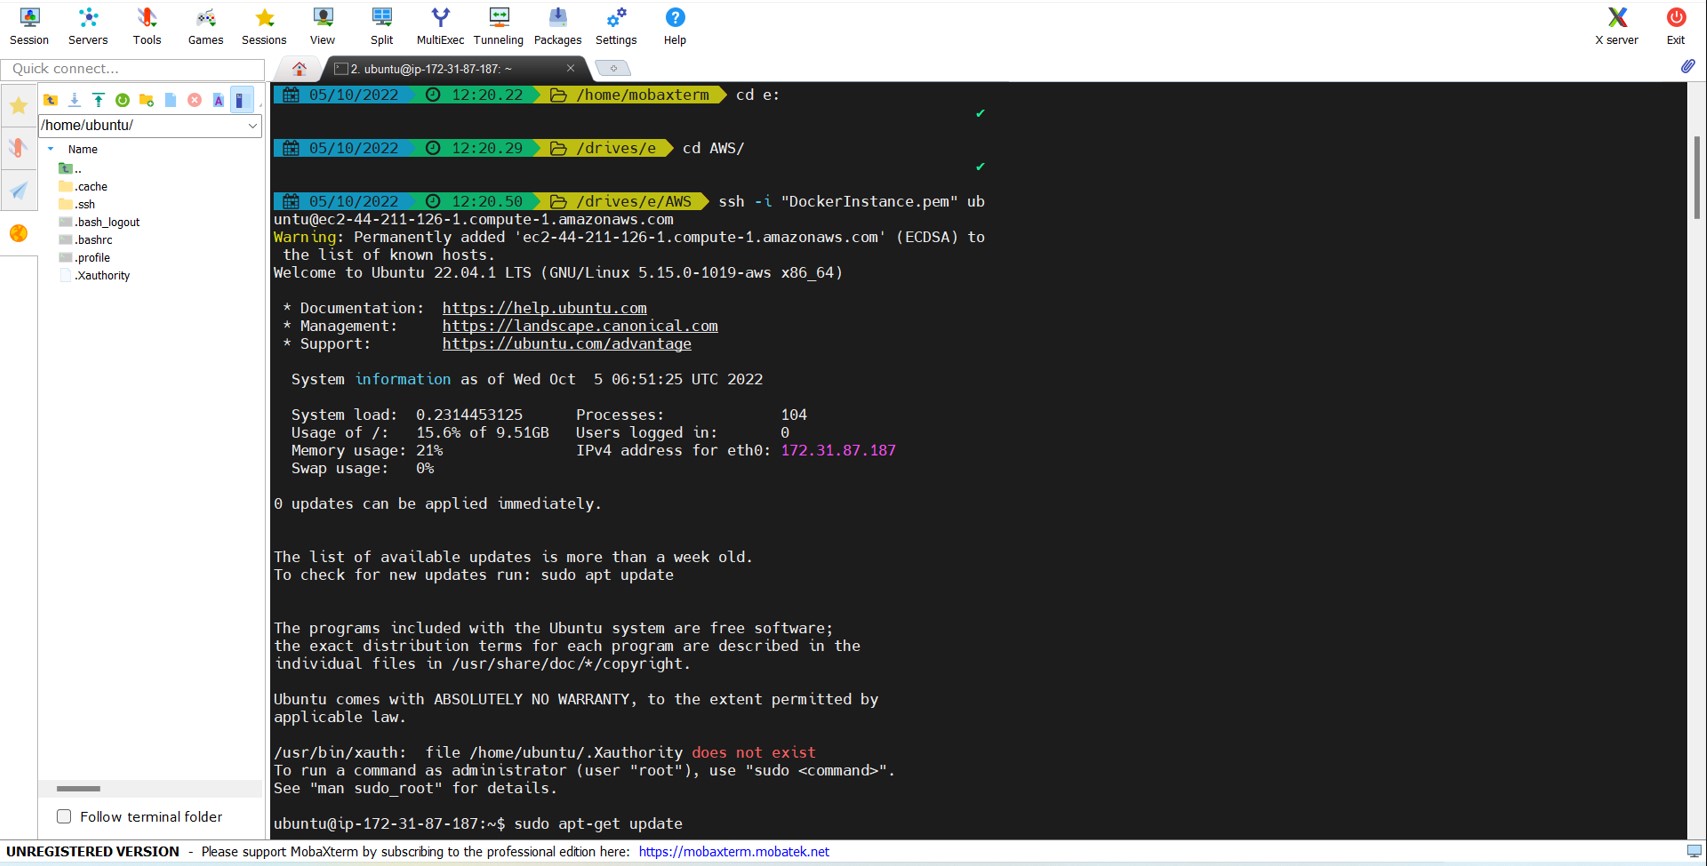 Session Servers Tools Games Sessions View Split MultiExec Tunneling Packages Settings Help X server Exit
Quick connect...
2. ubuntu@ip-172-31-87-187: ~
/home/ubuntu/
Name
..
.cache
.ssh
.bash_logout
.bashrc
.profile
.Xauthority
Follow terminal folder
05/10/2022 12:20.22 /home/mobaxterm cd e:
✔
05/10/2022 12:20.29 /drives/e cd AWS/
✔
05/10/2022 12:20.50 /drives/e/AWS ssh -i "DockerInstance.pem" ub
untu@ec2-44-211-126-1.compute-1.amazonaws.com
Warning: Permanently added 'ec2-44-211-126-1.compute-1.amazonaws.com' (ECDSA) to
the list of known hosts.
Welcome to Ubuntu 22.04.1 LTS (GNU/Linux 5.15.0-1019-aws x86_64)
* Documentation: https://help.ubuntu.com
* Management: https://landscape.canonical.com
* Support: https://ubuntu.com/advantage
System information as of Wed Oct 5 06:51:25 UTC 2022
System load: 0.2314453125 Processes: 104
Usage of /: 15.6% of 9.51GB Users logged in: 0
Memory usage: 21% IPv4 address for eth0: 172.31.87.187
Swap usage: 0%
0 updates can be applied immediately.
The list of available updates is more than a week old.
To check for new updates run: sudo apt update
The programs included with the Ubuntu system are free software;
the exact distribution terms for each program are described in the
individual files in /usr/share/doc/*/copyright.
Ubuntu comes with ABSOLUTELY NO WARRANTY, to the extent permitted by
applicable law.
/usr/bin/xauth: file /home/ubuntu/.Xauthority does not exist
To run a command as administrator (user "root"), use "sudo <command>".
See "man sudo_root" for details.
ubuntu@ip-172-31-87-187:~$ sudo apt-get update
UNREGISTERED VERSION - Please support MobaXterm by subscribing to the professional edition here: https://mobaxterm.mobatek.net